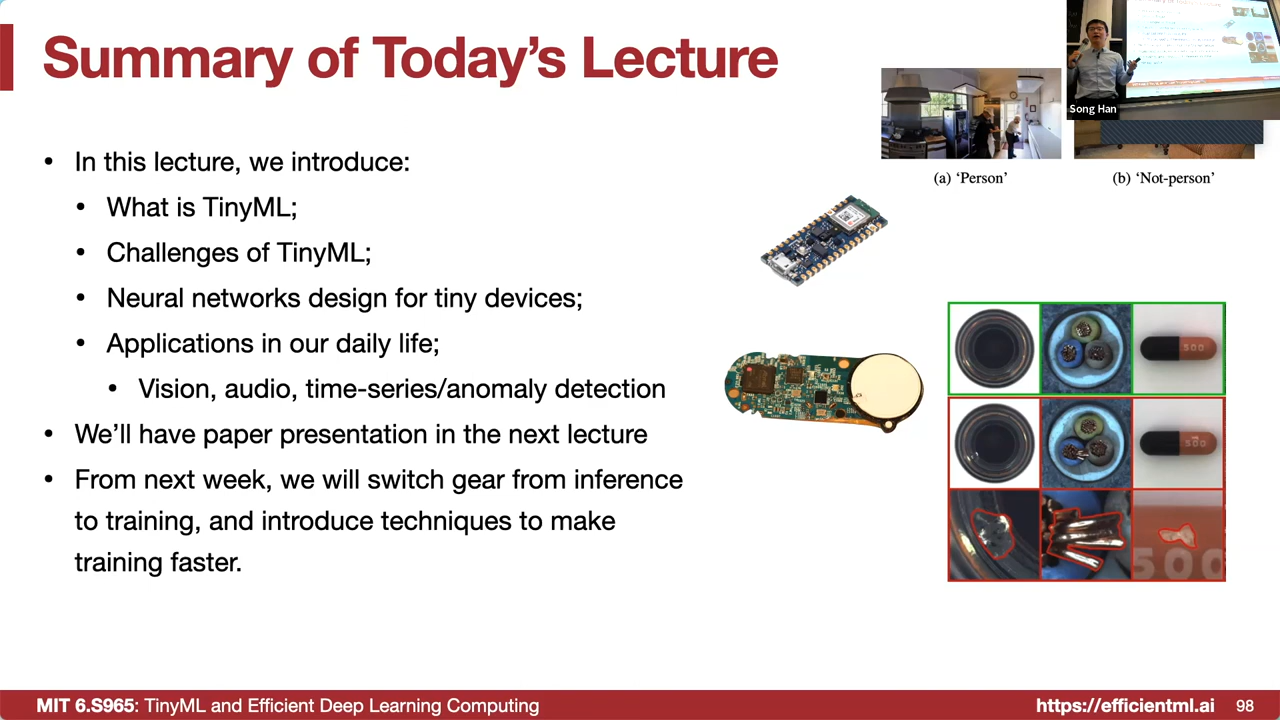 Summary of Today's Lecture
Song Han
(a) 'Person'
(b) 'Not-person'
• In this lecture, we introduce:
• What is TinyML;
• Challenges of TinyML;
• Neural networks design for tiny devices;
• Applications in our daily life;
• Vision, audio, time-series/anomaly detection
• We'll have paper presentation in the next lecture
• From next week, we will switch gear from inference
to training, and introduce techniques to make
training faster.
500
500
500
MIT 6.S965: TinyML and Efficient Deep Learning Computing
https://efficientml.ai
98